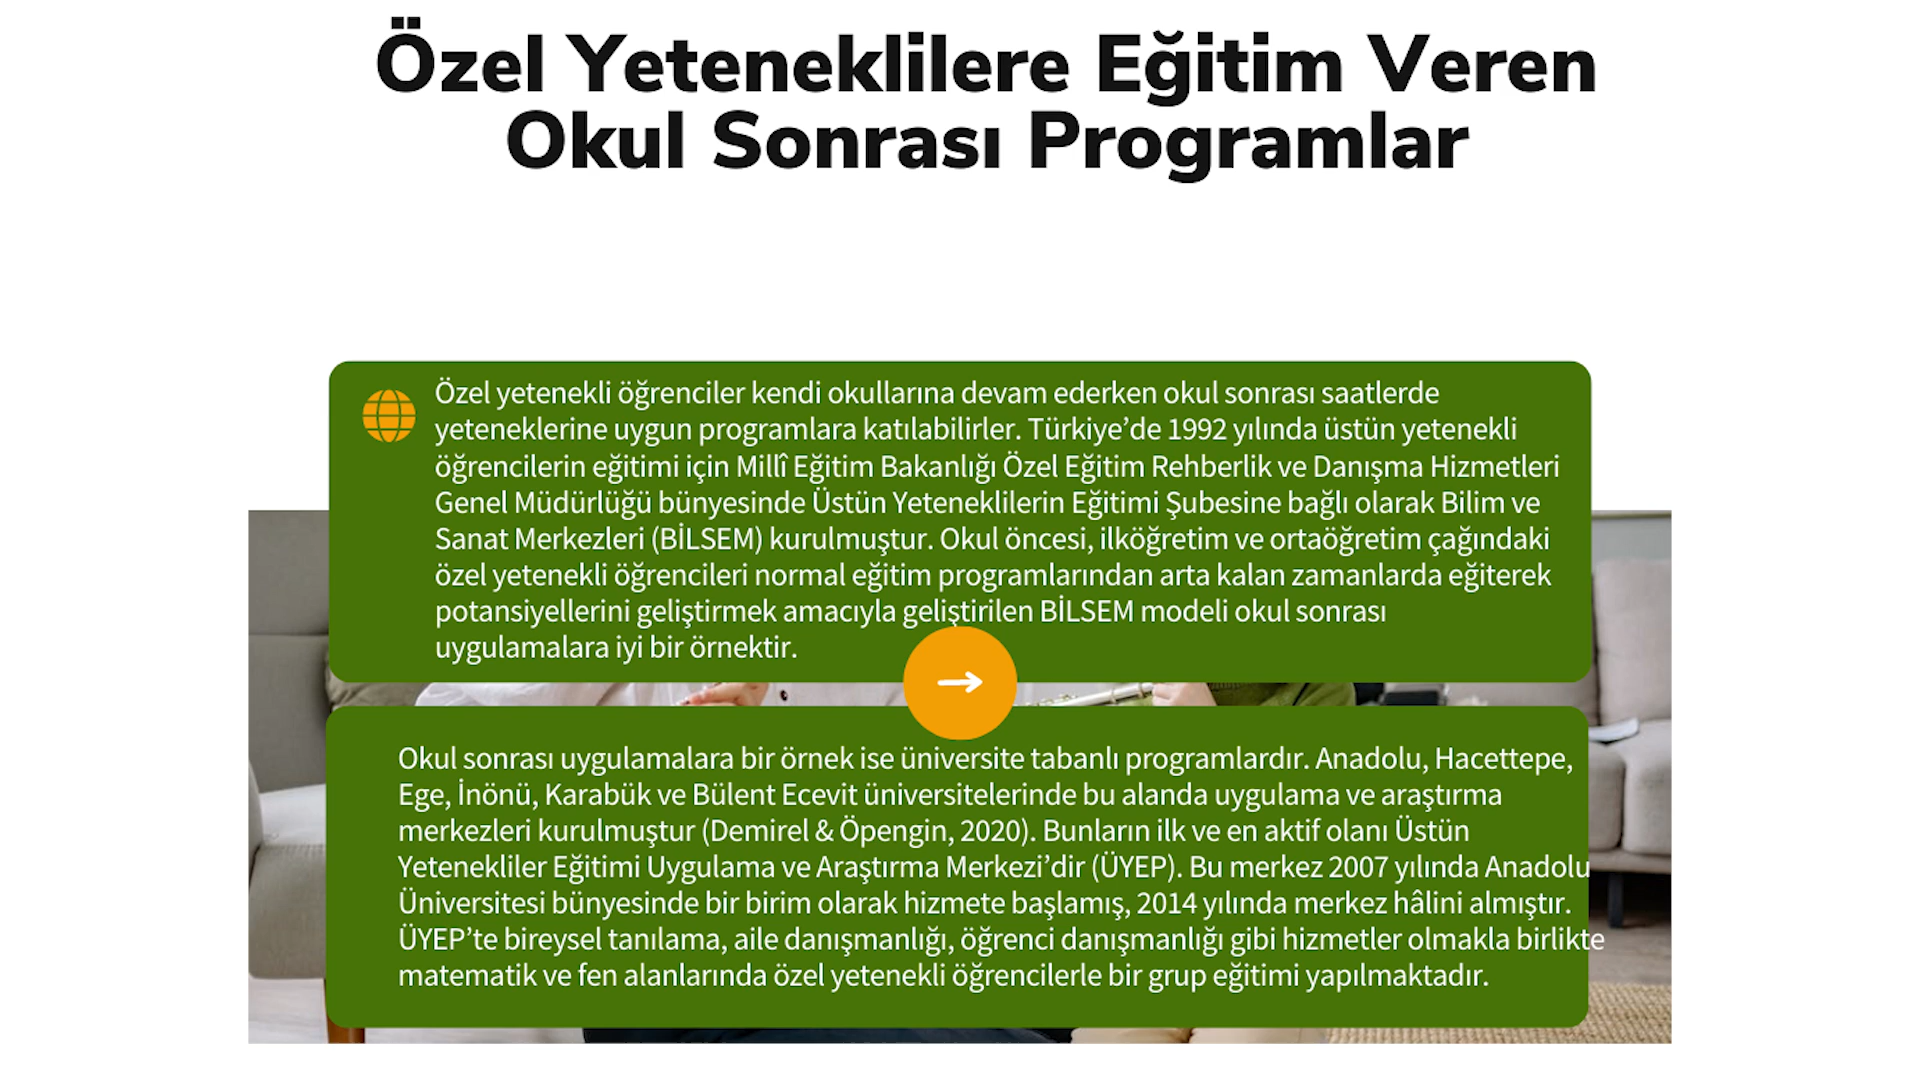 Özel Yeteneklilere Eğitim Veren
Okul Sonrası Programlar
Özel yetenekli öğrenciler kendi okullarına devam ederken okul sonrası saatlerde
yeteneklerine uygun programlara katılabilirler. Türkiye’de 1992 yılında üstün yetenekli
öğrencilerin eğitimi için Millî Eğitim Bakanlığı Özel Eğitim Rehberlik ve Danışma Hizmetleri
Genel Müdürlüğü bünyesinde Üstün Yeteneklilerin Eğitimi Şubesine bağlı olarak Bilim ve
Sanat Merkezleri (BİLSEM) kurulmuştur. Okul öncesi, ilköğretim ve ortaöğretim çağındaki
özel yetenekli öğrencileri normal eğitim programlarından arta kalan zamanlarda eğiterek
potansiyellerini geliştirmek amacıyla geliştirilen BİLSEM modeli okul sonrası
uygulamalara iyi bir örnektir.
Okul sonrası uygulamalara bir örnek ise üniversite tabanlı programlardır. Anadolu, Hacettepe,
Ege, İnönü, Karabük ve Bülent Ecevit üniversitelerinde bu alanda uygulama ve araştırma
merkezleri kurulmuştur (Demirel & Öpengin, 2020). Bunların ilk ve en aktif olanı Üstün
Yetenekliler Eğitimi Uygulama ve Araştırma Merkezi’dir (ÜYEP). Bu merkez 2007 yılında Anadolu
Üniversitesi bünyesinde bir birim olarak hizmete başlamış, 2014 yılında merkez hâlini almıştır.
ÜYEP’te bireysel tanılama, aile danışmanlığı, öğrenci danışmanlığı gibi hizmetler olmakla birlikte
matematik ve fen alanlarında özel yetenekli öğrencilerle bir grup eğitimi yapılmaktadır.